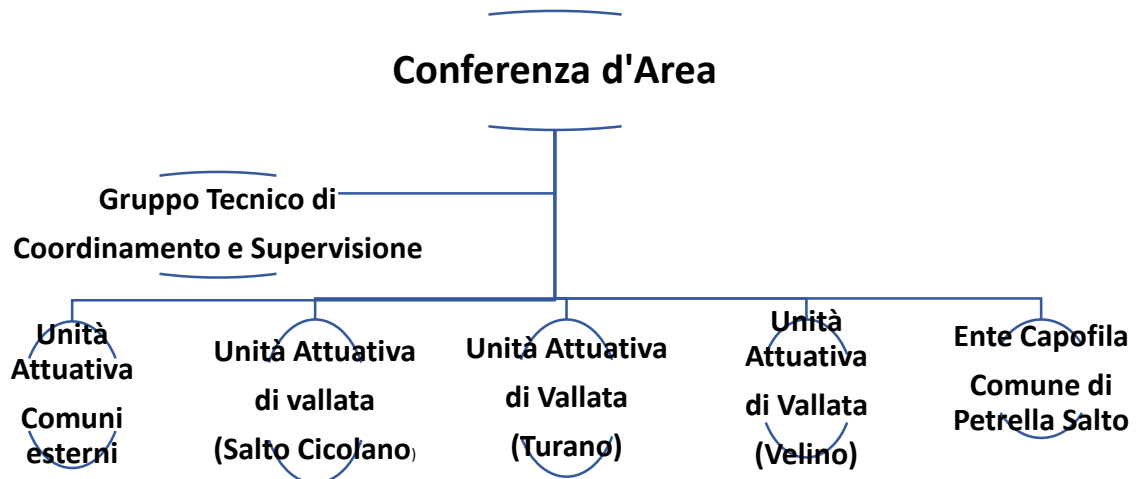 Conferenza d'Area
Gruppo Tecnico di
Coordinamento e Supervisione
Unità
Attuativa
Comuni
esterni
Unità Attuativa
di vallata
(Salto Cicolano)
Unità Attuativa
di Vallata
(Turano)
Unità
Attuativa
di Vallata
(Velino)
Ente Capofila
Comune di
Petrella Salto